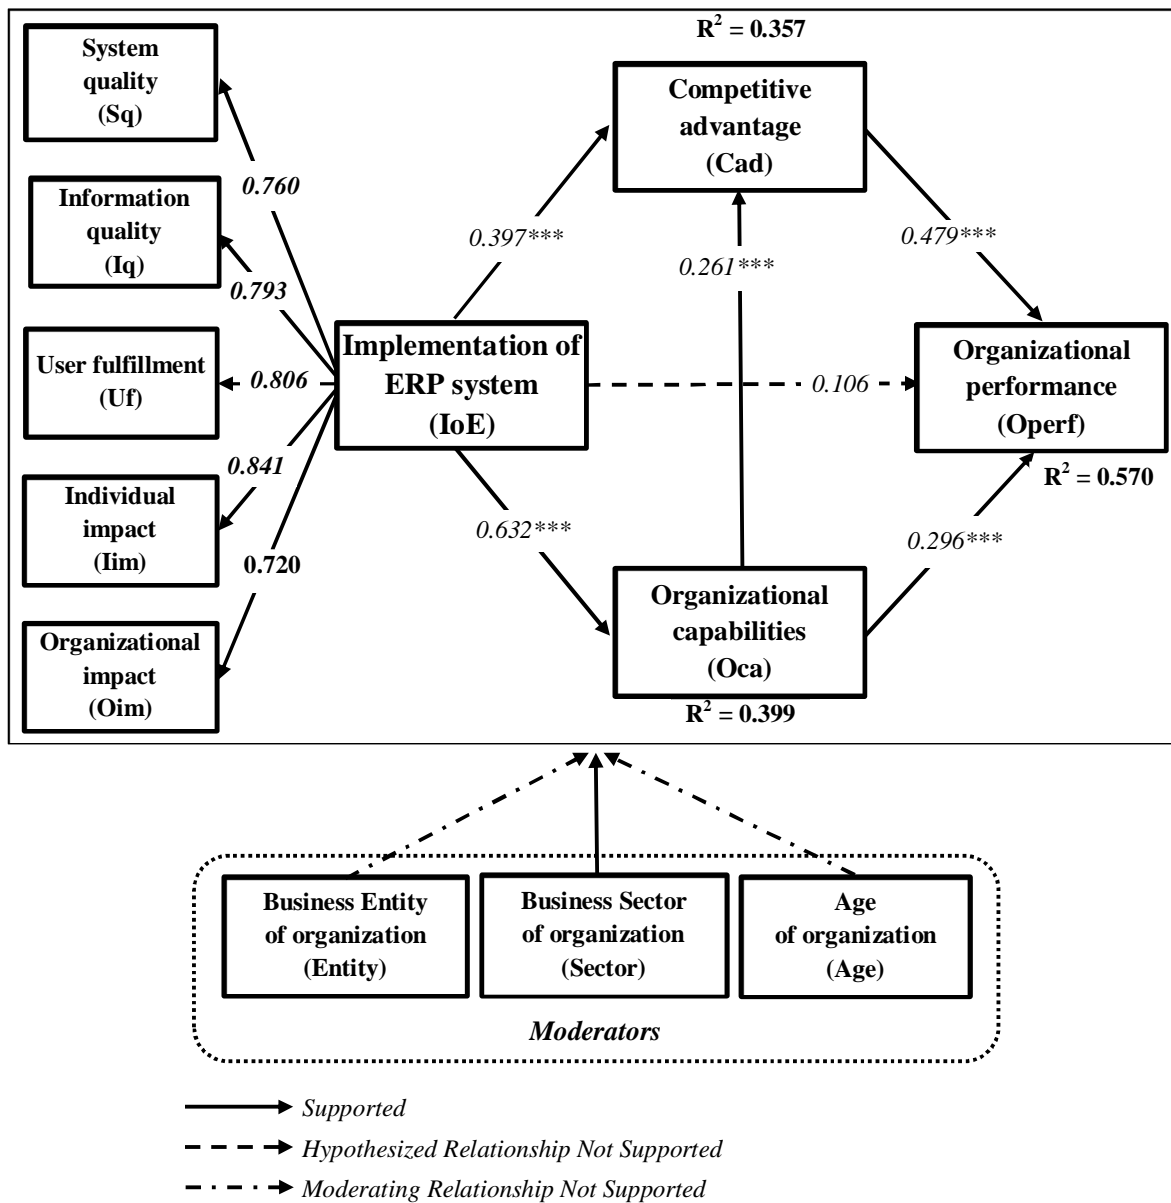 R² = 0.357
System
quality
(Sq)
Competitive
advantage
(Cad)
0.760
Information
quality
(Iq)
0.397***
0.479***
0.261***
0.793
Implementation of
ERP system
(IoE)
Organizational
performance
(Operf)
User fulfillment
(Uf)
0.806
0.106
R² = 0.570
0.841
Individual
impact
(Iim)
0.632***
0.296***
0.720
Organizational
capabilities
(Oca)
Organizational
impact
(Oim)
R² = 0.399
Business Entity
of organization
(Entity)
Business Sector
of organization
(Sector)
Age
of organization
(Age)
Moderators
Supported
Hypothesized Relationship Not Supported
Moderating Relationship Not Supported